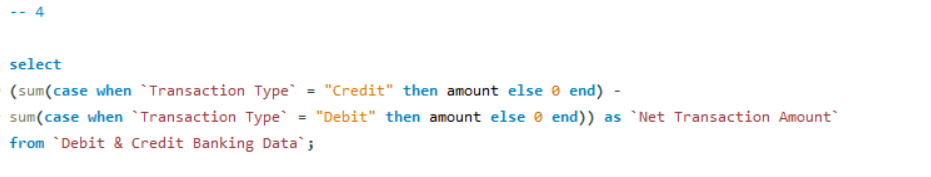 -- 4
select
(sum(case when `Transaction Type` = "Credit" then amount else 0 end) -
sum(case when `Transaction Type` = "Debit" then amount else 0 end)) as `Net Transaction Amount`
from `Debit & Credit Banking Data`;